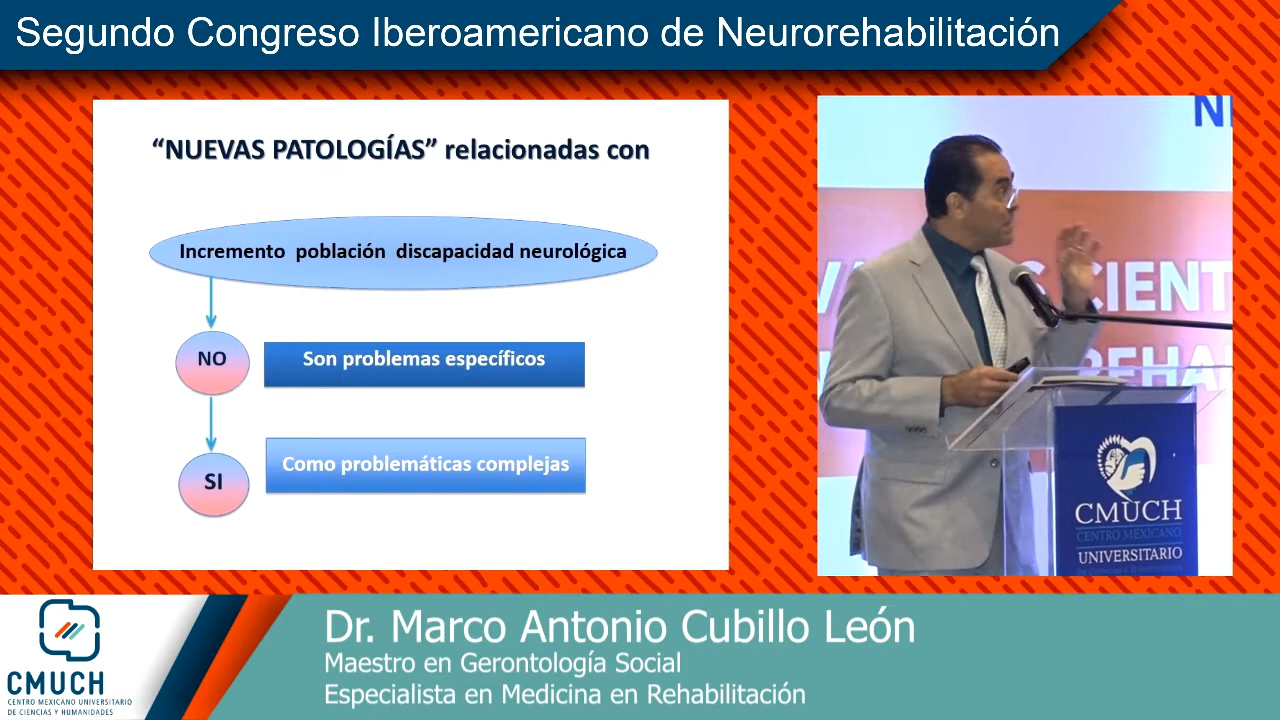 Segundo Congreso Iberoamericano de Neurorehabilitación
“NUEVAS PATOLOGÍAS” relacionadas con
Incremento población discapacidad neurológica
NO
Son problemas específicos
SI
Como problemáticas complejas
CIENT
REHA
CMUCH
CENTRO MEXICANO
UNIVERSITARIO
Dr. Marco Antonio Cubillo León
Maestro en Gerontología Social
Especialista en Medicina en Rehabilitación
CMUCH
CENTRO MEXICANO UNIVERSITARIO
DE CIENCIAS Y HUMANIDADES